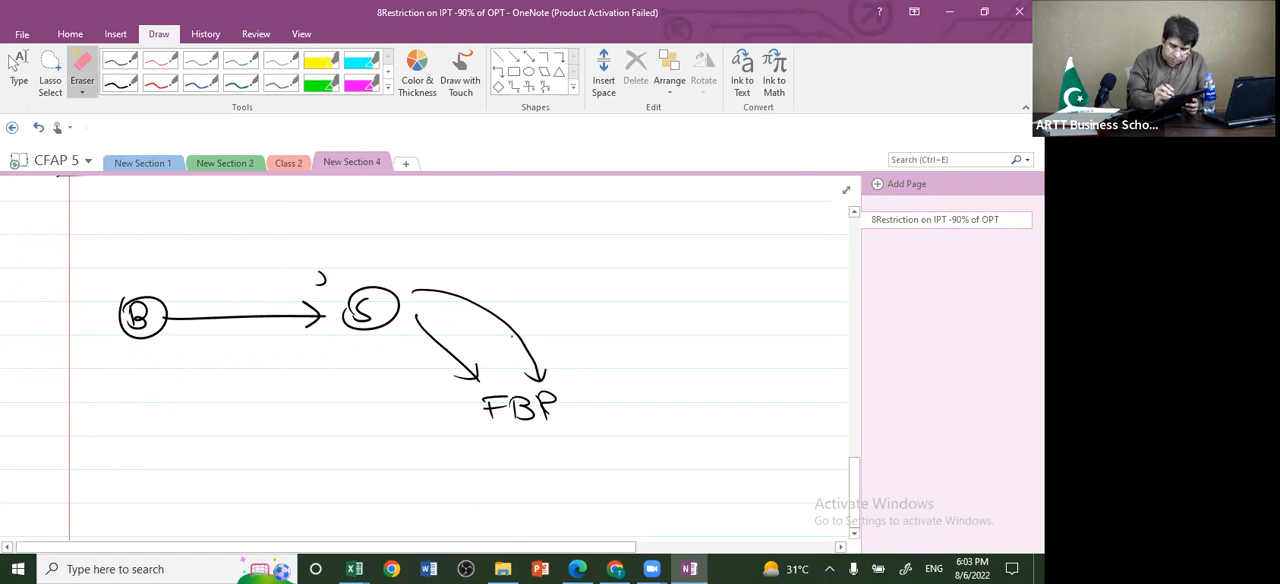 8Restriction on IPT -90% of OPT - OneNote (Product Activation Failed)
?
File Home Insert Draw History Review View
Type
Lasso Select
Eraser
Color & Thickness
Draw with Touch
Insert Space
Delete
Arrange
Rotate
Ink to Text
Ink to Math
Tools
Shapes
Edit
Convert
ARTT Business Scho...
CFAP 5
New Section 1
New Section 2
Class 2
New Section 4
Search (Ctrl+E)
Add Page
8Restriction on IPT -90% of OPT
B
S
FBR
Activate Windows
Go to Settings to activate Windows.
Type here to search
31°C
ENG
6:03 PM
8/6/2022